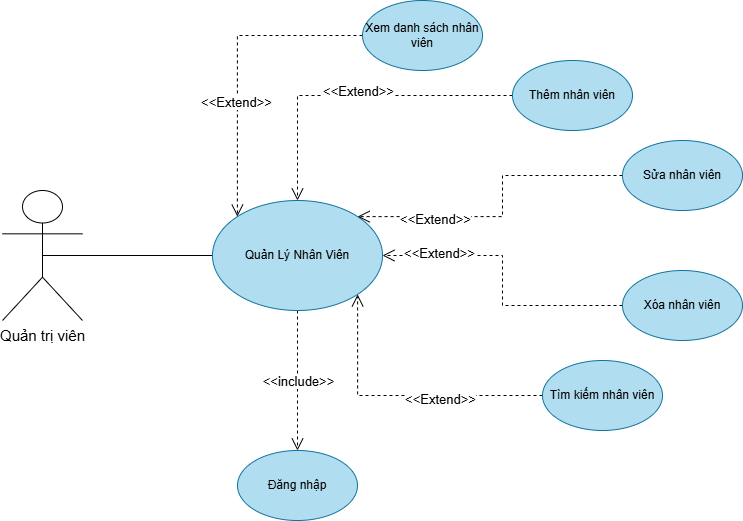 Xem danh sách nhân
viên
<<Extend>>
Thêm nhân viên
<<Extend>>
Sửa nhân viên
<<Extend>>
Quản Lý Nhân Viên
<<Extend>>
Xóa nhân viên
Quản trị viên
<<include>>
Tìm kiếm nhân viên
<<Extend>>
Đăng nhập